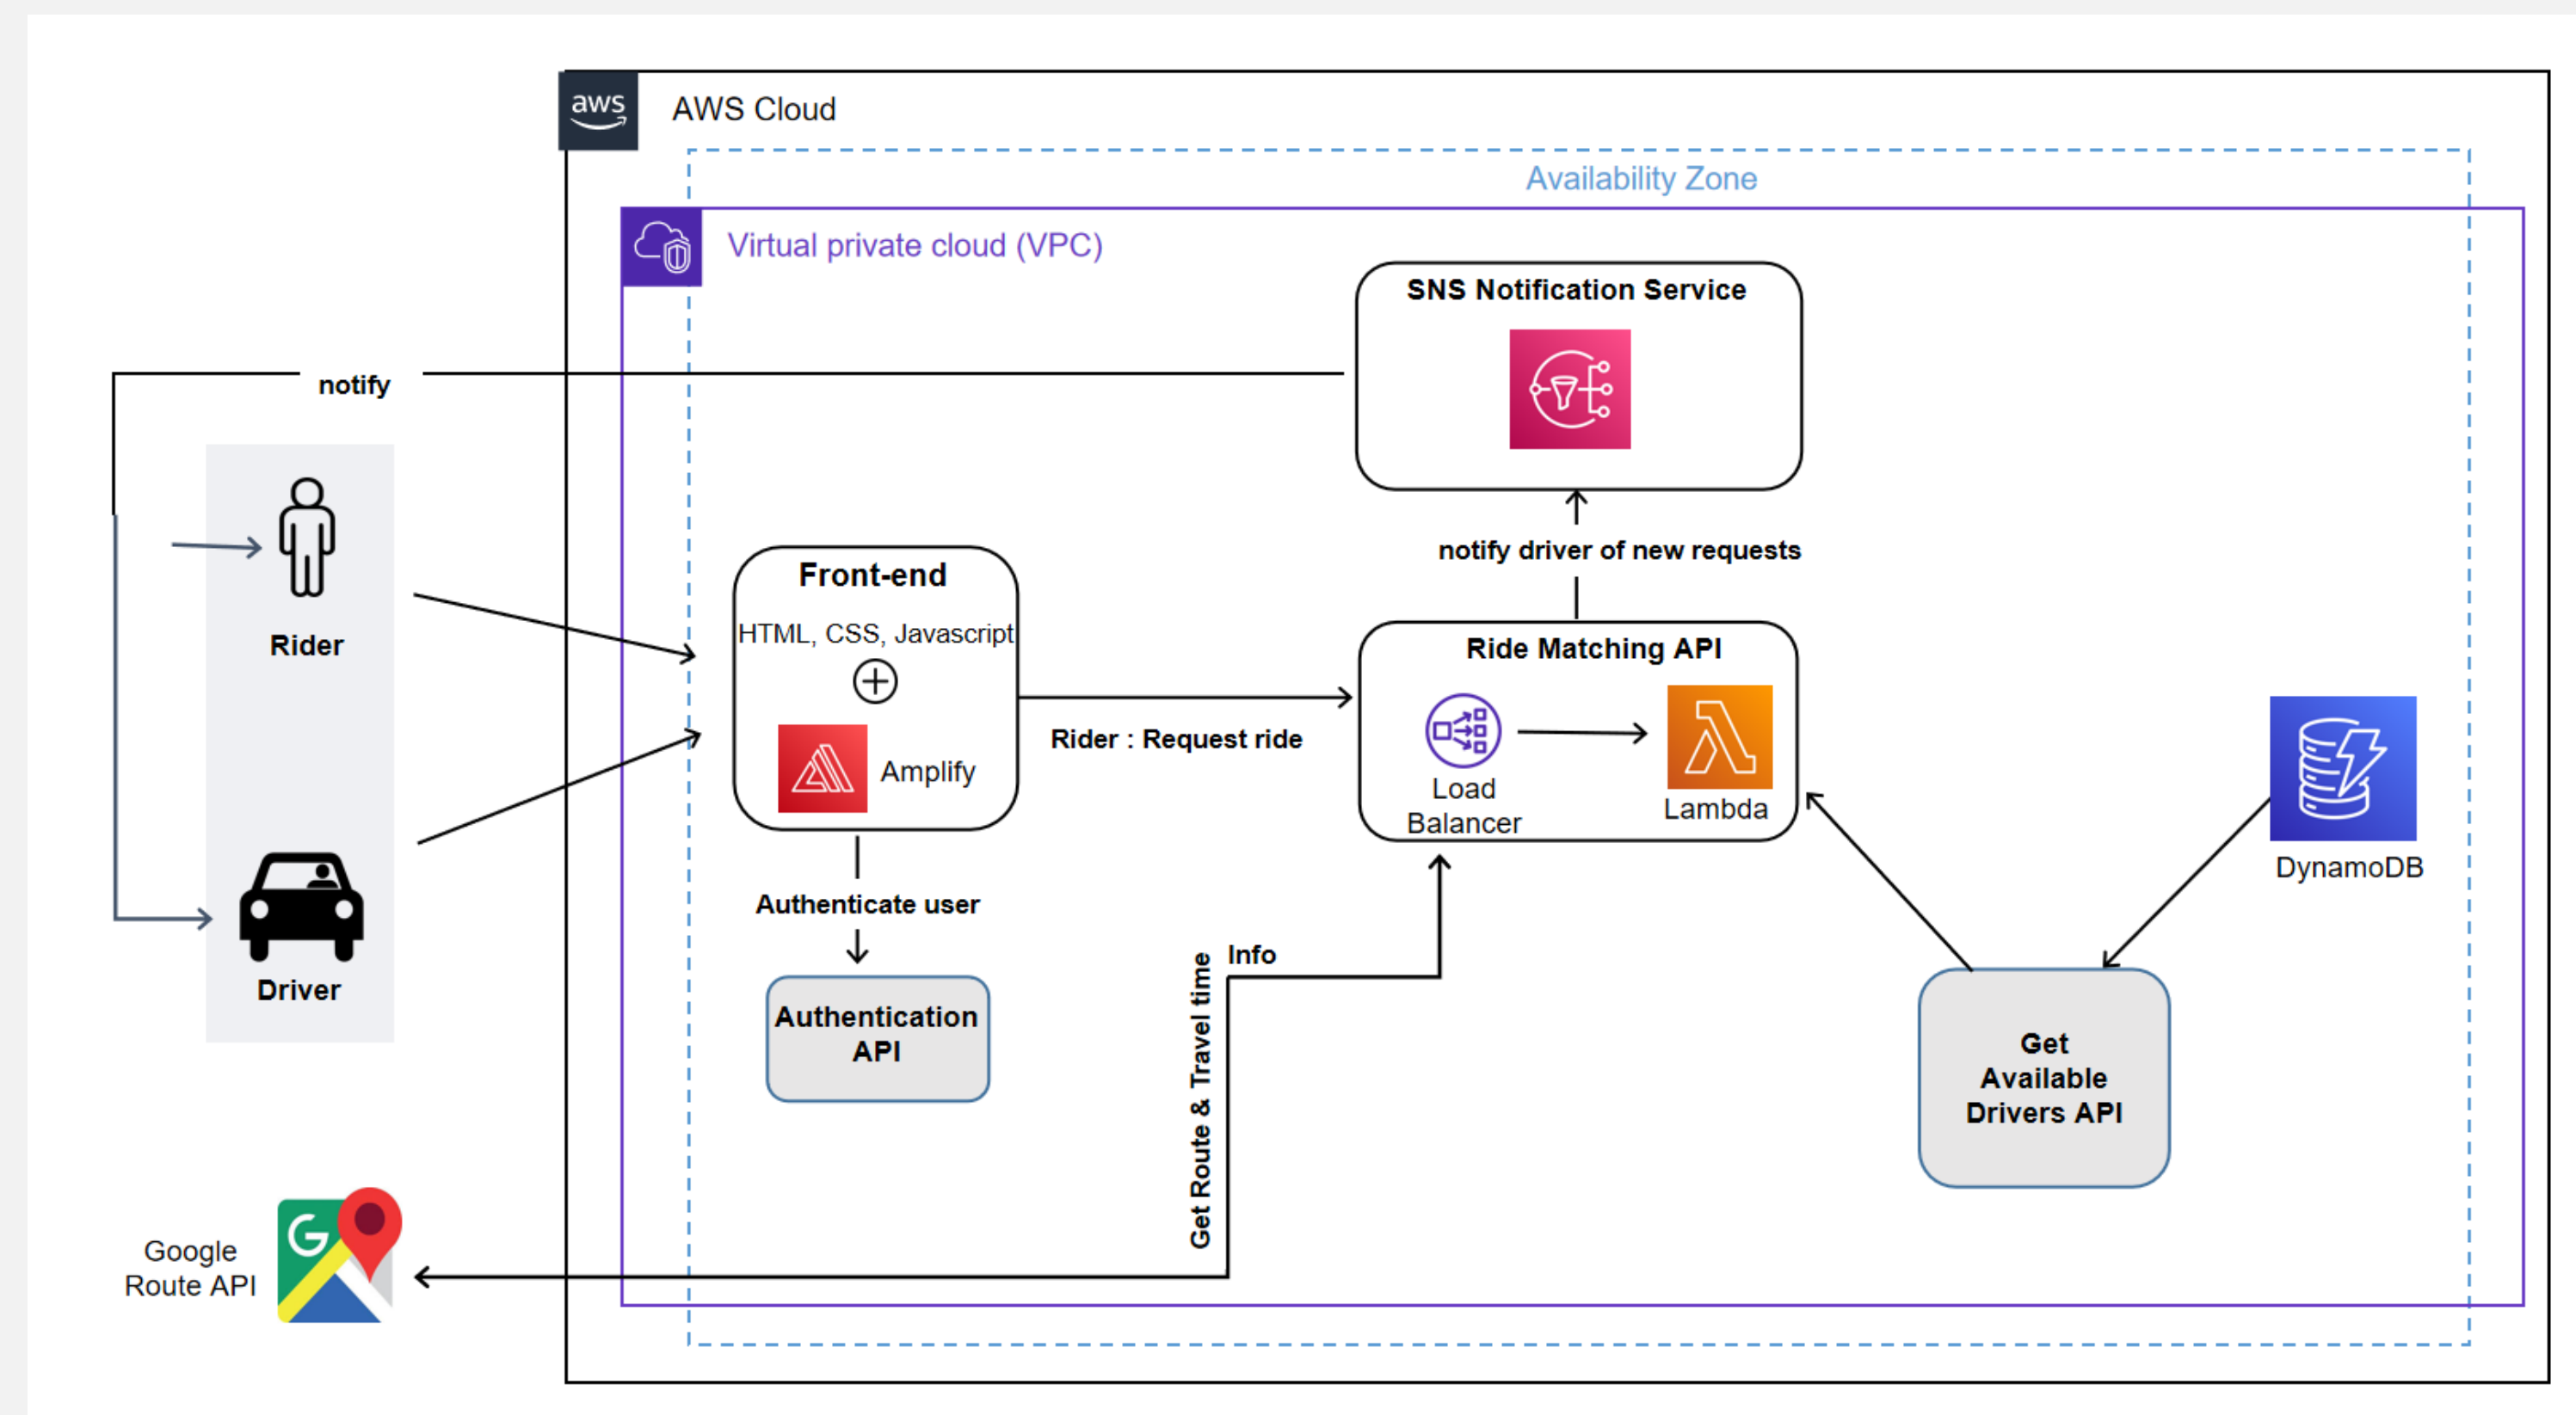 aws
AWS Cloud
Availability Zone
Virtual private cloud (VPC)
SNS Notification Service
notify
notify driver of new requests
Rider
Driver
Front-end
HTML, CSS, Javascript
Amplify
Rider : Request ride
Ride Matching API
Load
Balancer
Lambda
DynamoDB
Authenticate user
Authentication
API
Get Route & Travel time
Info
Get
Available
Drivers API
Google
Route API
G